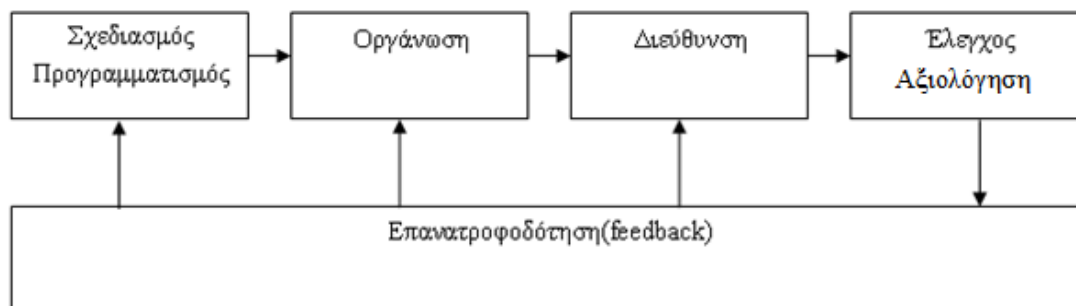 Σχεδιασμός
Προγραμματισμός
Οργάνωση
Διεύθυνση
Έλεγχος
Αξιολόγηση
Επανατροφοδότηση(feedback)